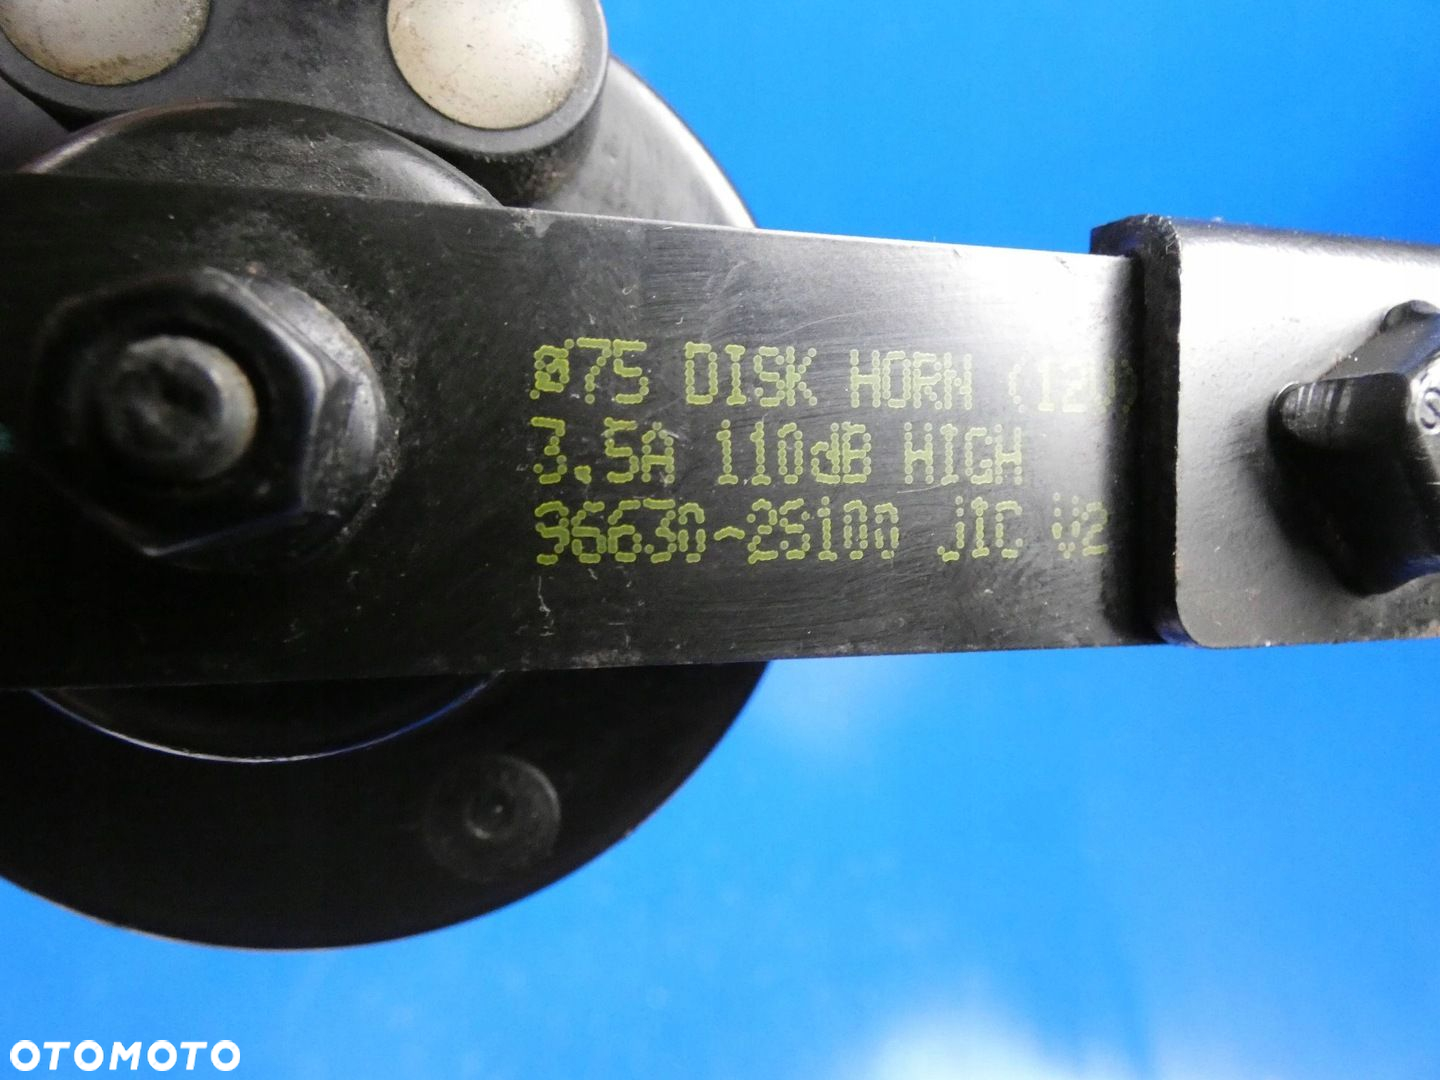 Ø75 DISK HORN (12V)
3.5A 110dB HIGH
96630-2S100 JIC V2
OTOMOTO